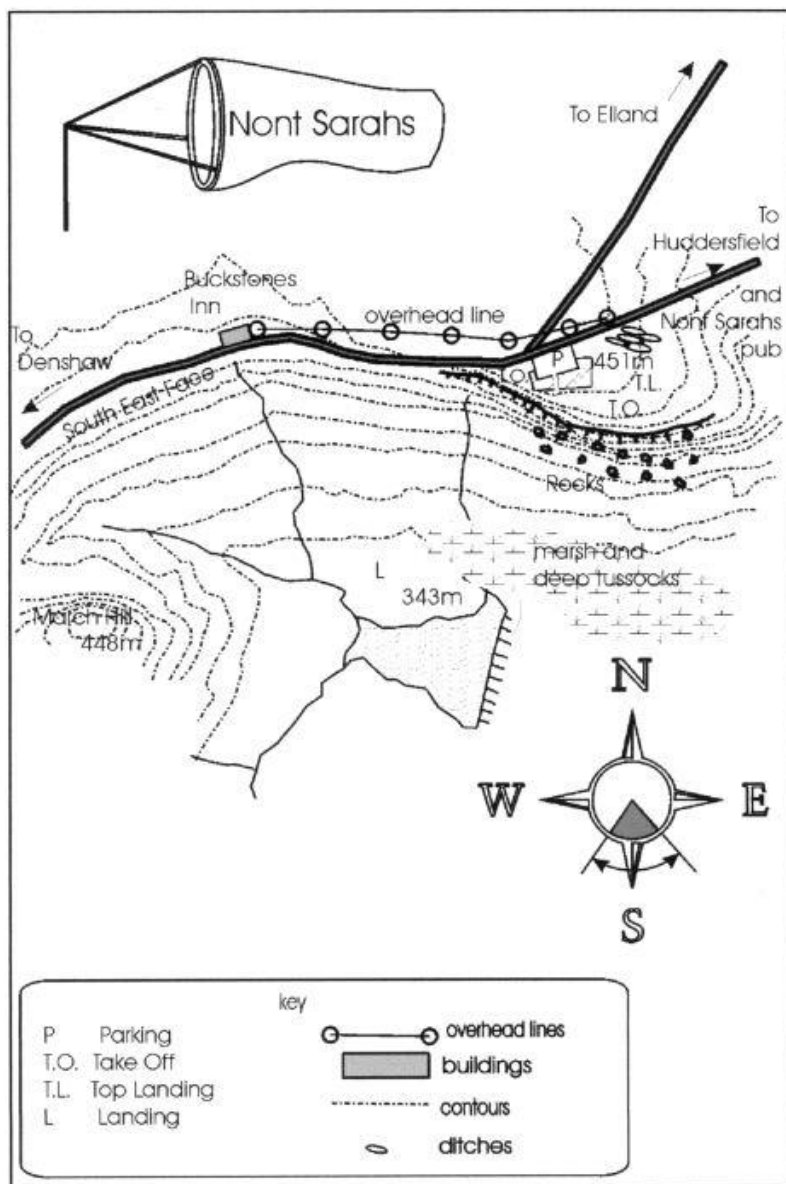 Nont Sarahs
To Elland
To
Huddersfield
and
Nont Sarahs
pub
Buckstones
Inn
overhead line
To
Denshaw
South East Face
P
451m
T.L.
T.O.
Rocks
marsh and
deep tussocks
L
343m
March Hill
448m
N
W E
S
key
P Parking
T.O. Take Off
T.L. Top Landing
L Landing
overhead lines
buildings
contours
ditches